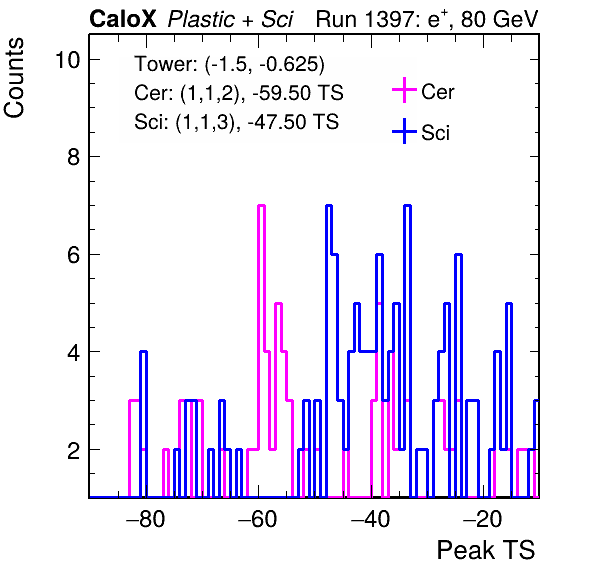 CaloX Plastic + Sci Run 1397: e⁺, 80 GeV
Counts
Tower: (-1.5, -0.625)
Cer: (1,1,2), -59.50 TS
Sci: (1,1,3), -47.50 TS
Cer
Sci
10
8
6
4
2
−80 −60 −40 −20
Peak TS